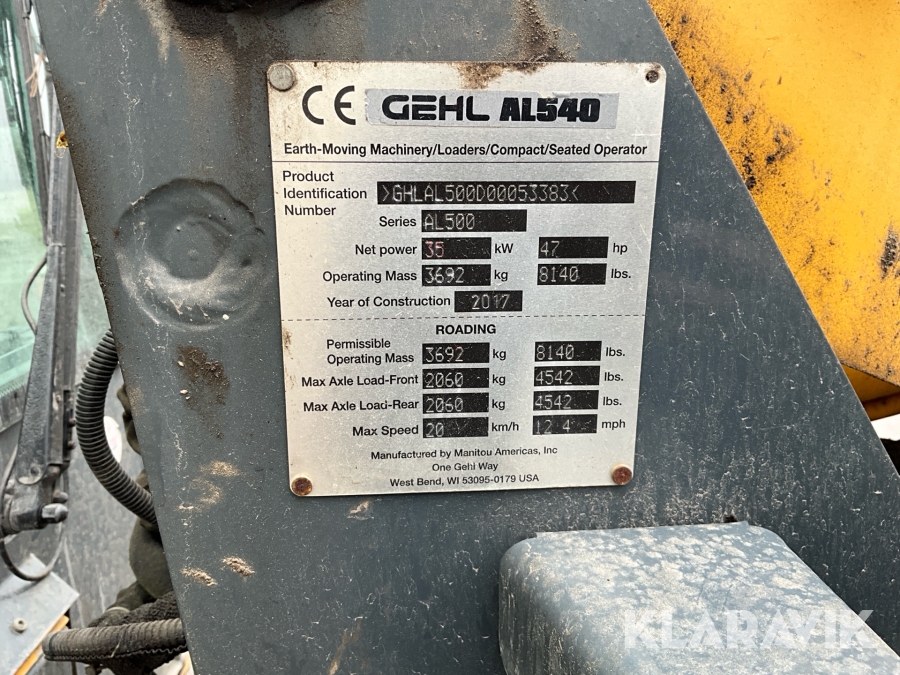 CE GEHL AL540
Earth-Moving Machinery/Loaders/Compact/Seated Operator
Product
Identification >GHLAL500D00053383<
Number
Series AL500
Net power 35 kW 47 hp
Operating Mass 3692 kg 8140 lbs.
Year of Construction 2017
ROADING
Permissible
Operating Mass 3692 kg 8140 lbs.
Max Axle Load-Front 2060 kg 4542 lbs.
Max Axle Load-Rear 2060 kg 4542 lbs.
Max Speed 20 km/h 12.4 mph
Manufactured by Manitou Americas, Inc
One Gehl Way
West Bend, WI 53095-0179 USA
KLARAVIK